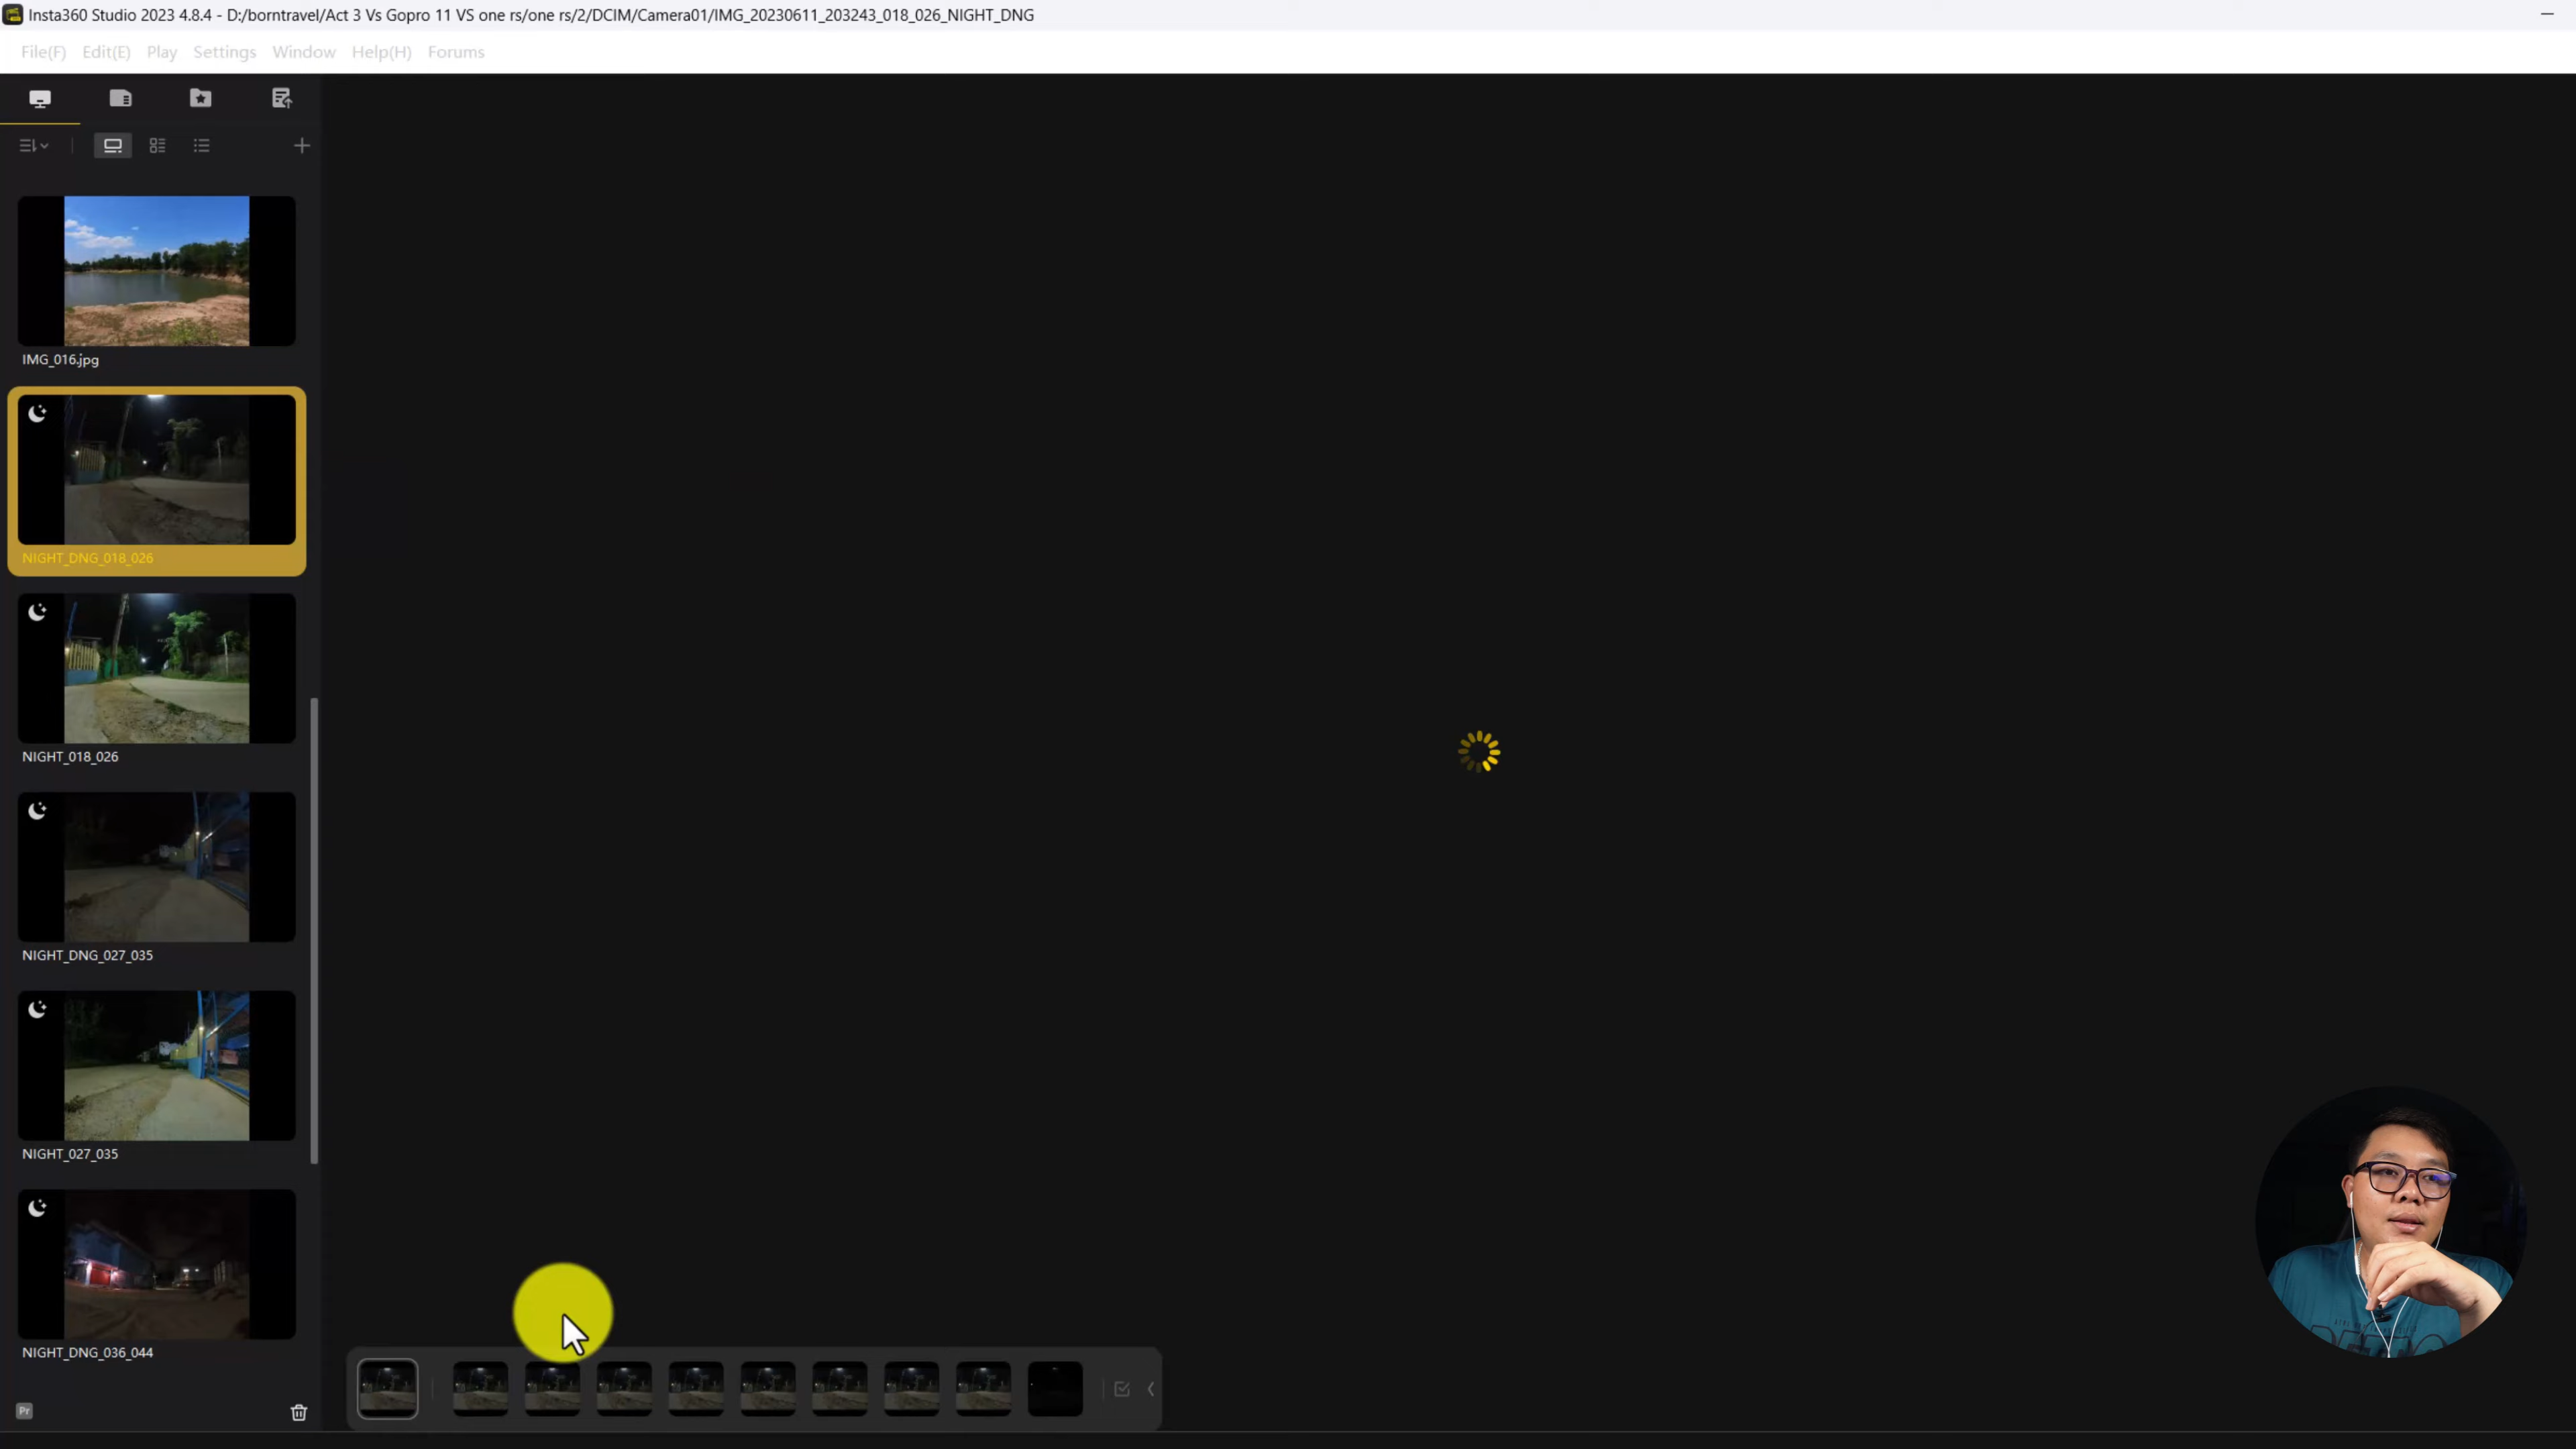 Insta360 Studio 2023 4.8.4 - D:/borntravel/Act 3 Vs Gopro 11 VS one rs/one rs/2/DCIM/Camera01/IMG_20230611_203243_018_026_NIGHT_DNG
File(F) Edit(E) Play Settings Window Help(H) Forums
IMG_016.jpg
NIGHT_DNG_018_026
NIGHT_018_026
NIGHT_DNG_027_035
NIGHT_027_035
NIGHT_DNG_036_044
Pr